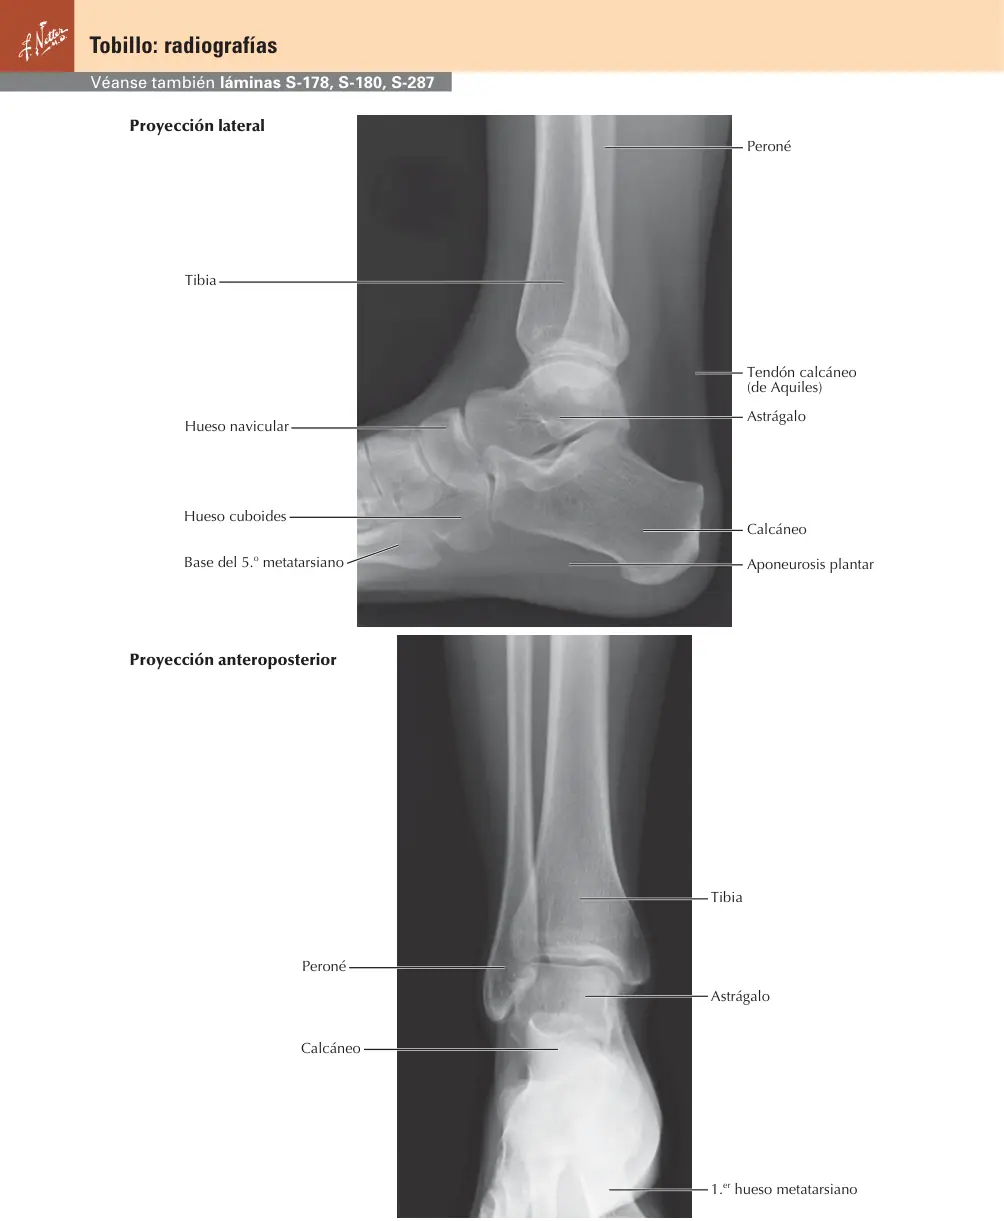 F. Netter M.D.
Tobillo: radiografías
Véanse también láminas S-178, S-180, S-287
Proyección lateral
Peroné
Tibia
Tendón calcáneo
(de Aquiles)
Astrágalo
Hueso navicular
Hueso cuboides
Calcáneo
Base del 5.º metatarsiano
Aponeurosis plantar
Proyección anteroposterior
Tibia
Peroné
Astrágalo
Calcáneo
1.er hueso metatarsiano